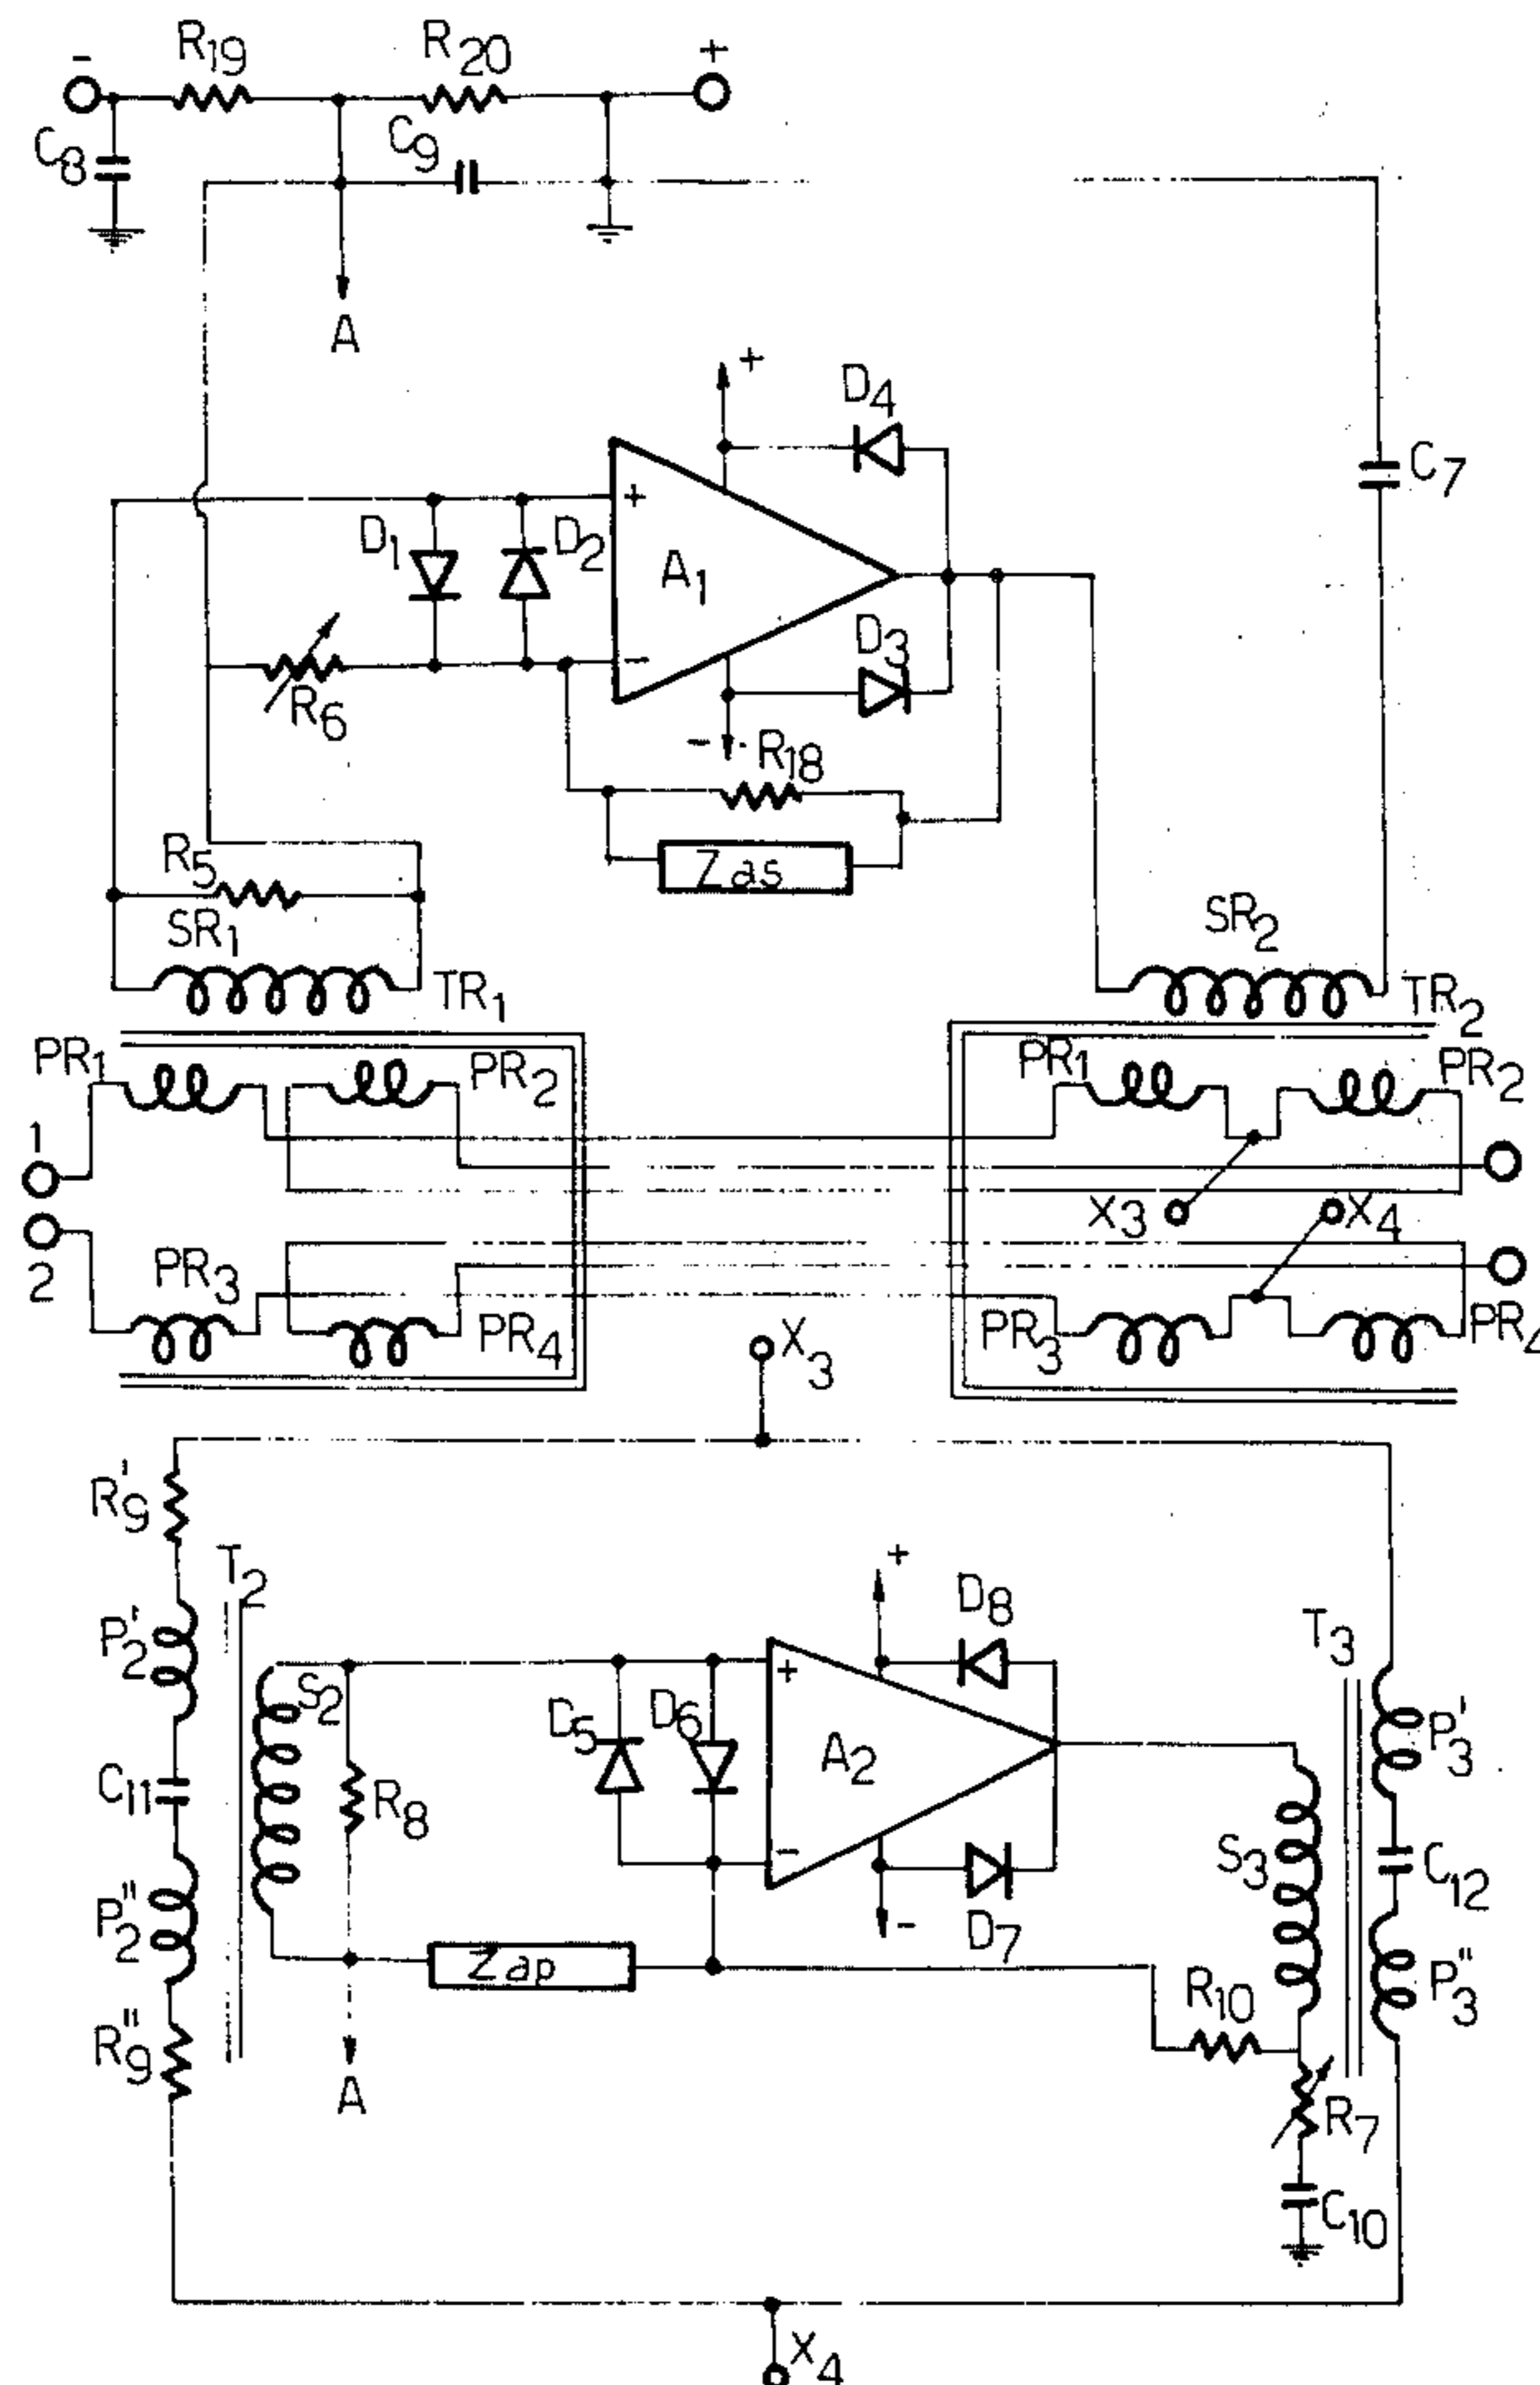 - R19 R20 +
C8 C9
A
+
D4
C7
+
D1 D2 A1
D3
-
R6
- R18
Zas
R5
SR1 SR2
TR1 TR2
PR1 PR2 PR1 PR2
1
X3 X4
2 PR3 PR4 PR3 PR4
X3
R'9
T2 + D8 T3
P'2
S2 +
D5 D6 A2 P'3
C11 R8
- S3 C12
P"2 - D7
Zap P"3
R10
R"9
A R7
C10
X4